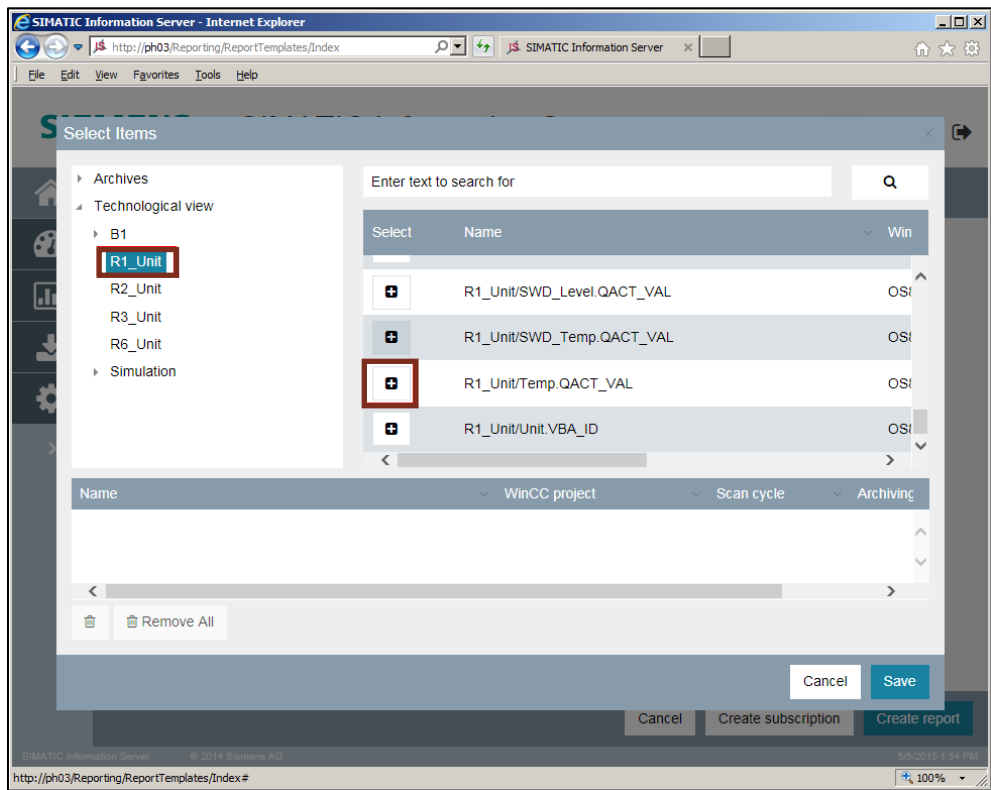 SIMATIC Information Server - Internet Explorer
http://ph03/Reporting/ReportTemplates/Index
SIMATIC Information Server
File Edit View Favorites Tools Help
Select Items
Archives
Technological view
B1
R1_Unit
R2_Unit
R3_Unit
R6_Unit
Simulation
Enter text to search for
Select Name Win
R1_Unit/SWD_Level.QACT_VAL
R1_Unit/SWD_Temp.QACT_VAL
R1_Unit/Temp.QACT_VAL
R1_Unit/Unit.VBA_ID
Name WinCC project Scan cycle Archiving
Remove All
Cancel Save
Cancel Create subscription Create report
SIMATIC Information Server © 2014 Siemens AG 5/5/2015 1:54 PM
http://ph03/Reporting/ReportTemplates/Index# 100%